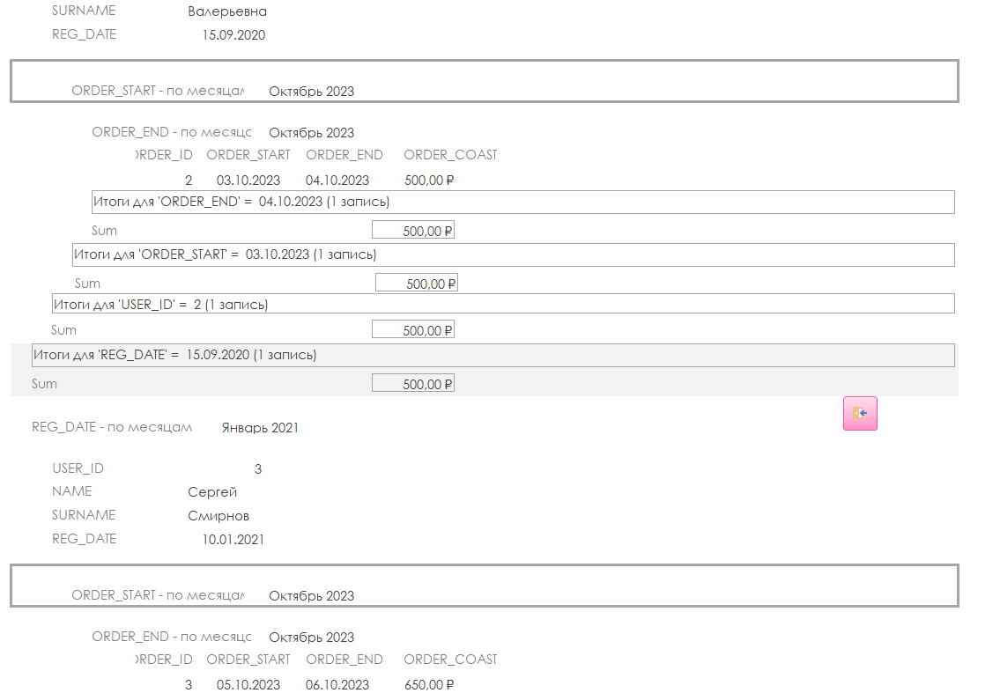 SURNAME Валерьевна
REG_DATE 15.09.2020
ORDER_START - по месяцам Октябрь 2023
ORDER_END - по месяцс Октябрь 2023
ORDER_ID ORDER_START ORDER_END ORDER_COAST
2 03.10.2023 04.10.2023 500,00 ₽
Итоги для 'ORDER_END' = 04.10.2023 (1 запись)
Sum 500,00 ₽
Итоги для 'ORDER_START' = 03.10.2023 (1 запись)
Sum 500,00 ₽
Итоги для 'USER_ID' = 2 (1 запись)
Sum 500,00 ₽
Итоги для 'REG_DATE' = 15.09.2020 (1 запись)
Sum 500,00 ₽
REG_DATE - по месяцам Январь 2021
USER_ID 3
NAME Сергей
SURNAME Смирнов
REG_DATE 10.01.2021
ORDER_START - по месяцам Октябрь 2023
ORDER_END - по месяцс Октябрь 2023
ORDER_ID ORDER_START ORDER_END ORDER_COAST
3 05.10.2023 06.10.2023 650,00 ₽